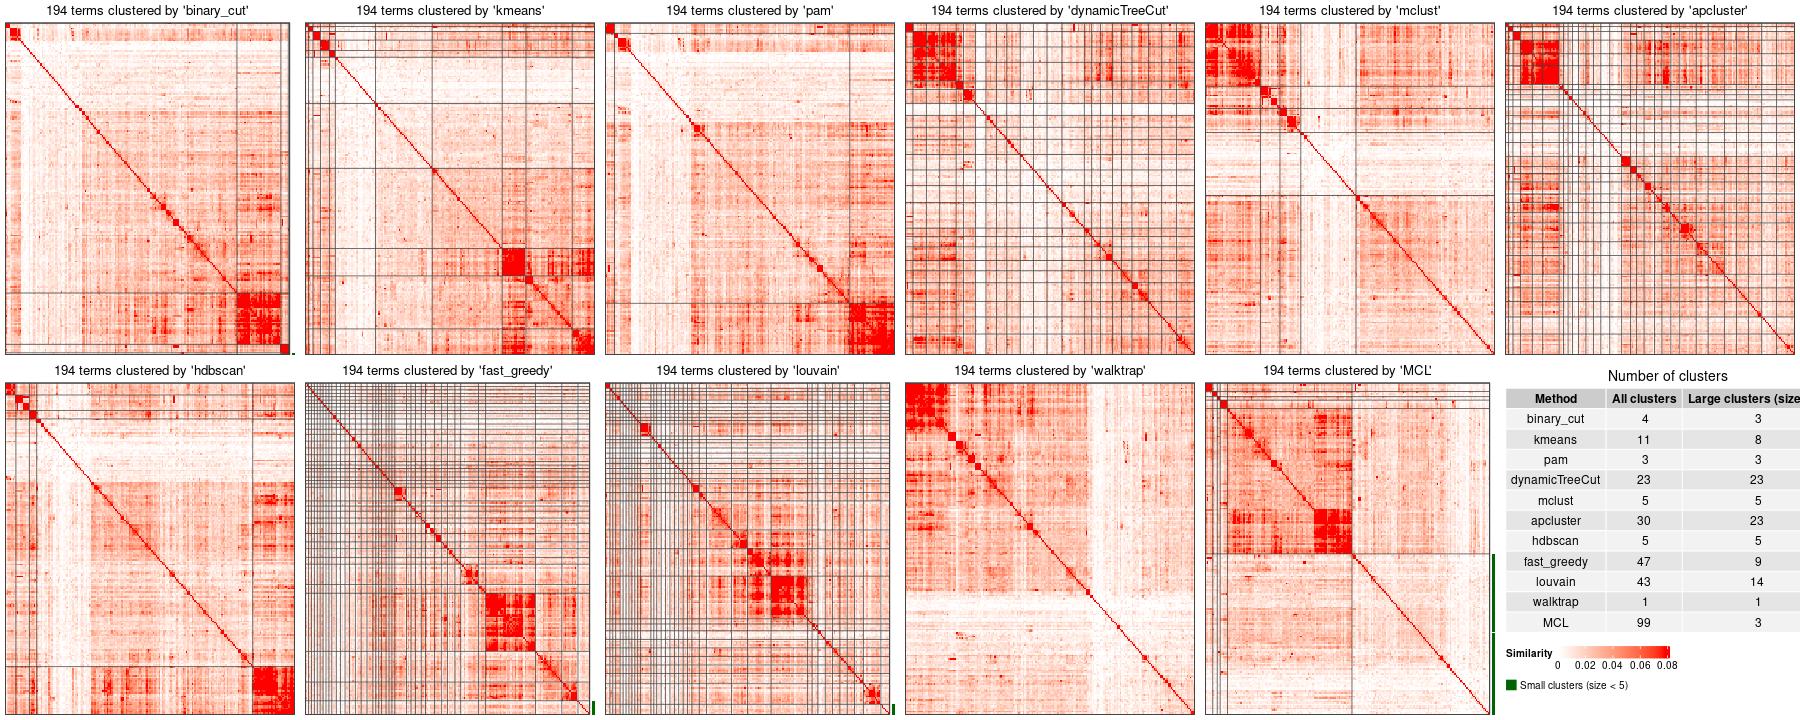 194 terms clustered by 'binary_cut'
194 terms clustered by 'kmeans'
194 terms clustered by 'pam'
194 terms clustered by 'dynamicTreeCut'
194 terms clustered by 'mclust'
194 terms clustered by 'apcluster'
194 terms clustered by 'hdbscan'
194 terms clustered by 'fast_greedy'
194 terms clustered by 'louvain'
194 terms clustered by 'walktrap'
194 terms clustered by 'MCL'
Number of clusters
Method All clusters Large clusters (size
binary_cut 4 3
kmeans 11 8
pam 3 3
dynamicTreeCut 23 23
mclust 5 5
apcluster 30 23
hdbscan 5 5
fast_greedy 47 9
louvain 43 14
walktrap 1 1
MCL 99 3
Similarity
0 0.02 0.04 0.06 0.08
Small clusters (size < 5)